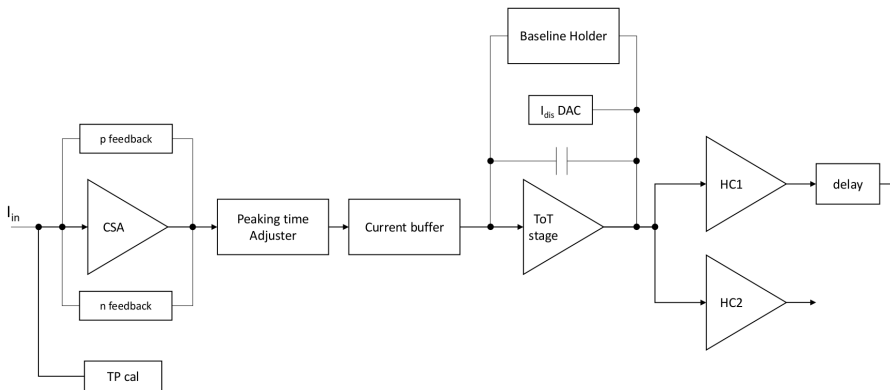 Baseline Holder
I_dis DAC
p feedback
I_in
CSA
Peaking time
Adjuster
Current buffer
ToT
stage
HC1
delay
n feedback
HC2
TP cal